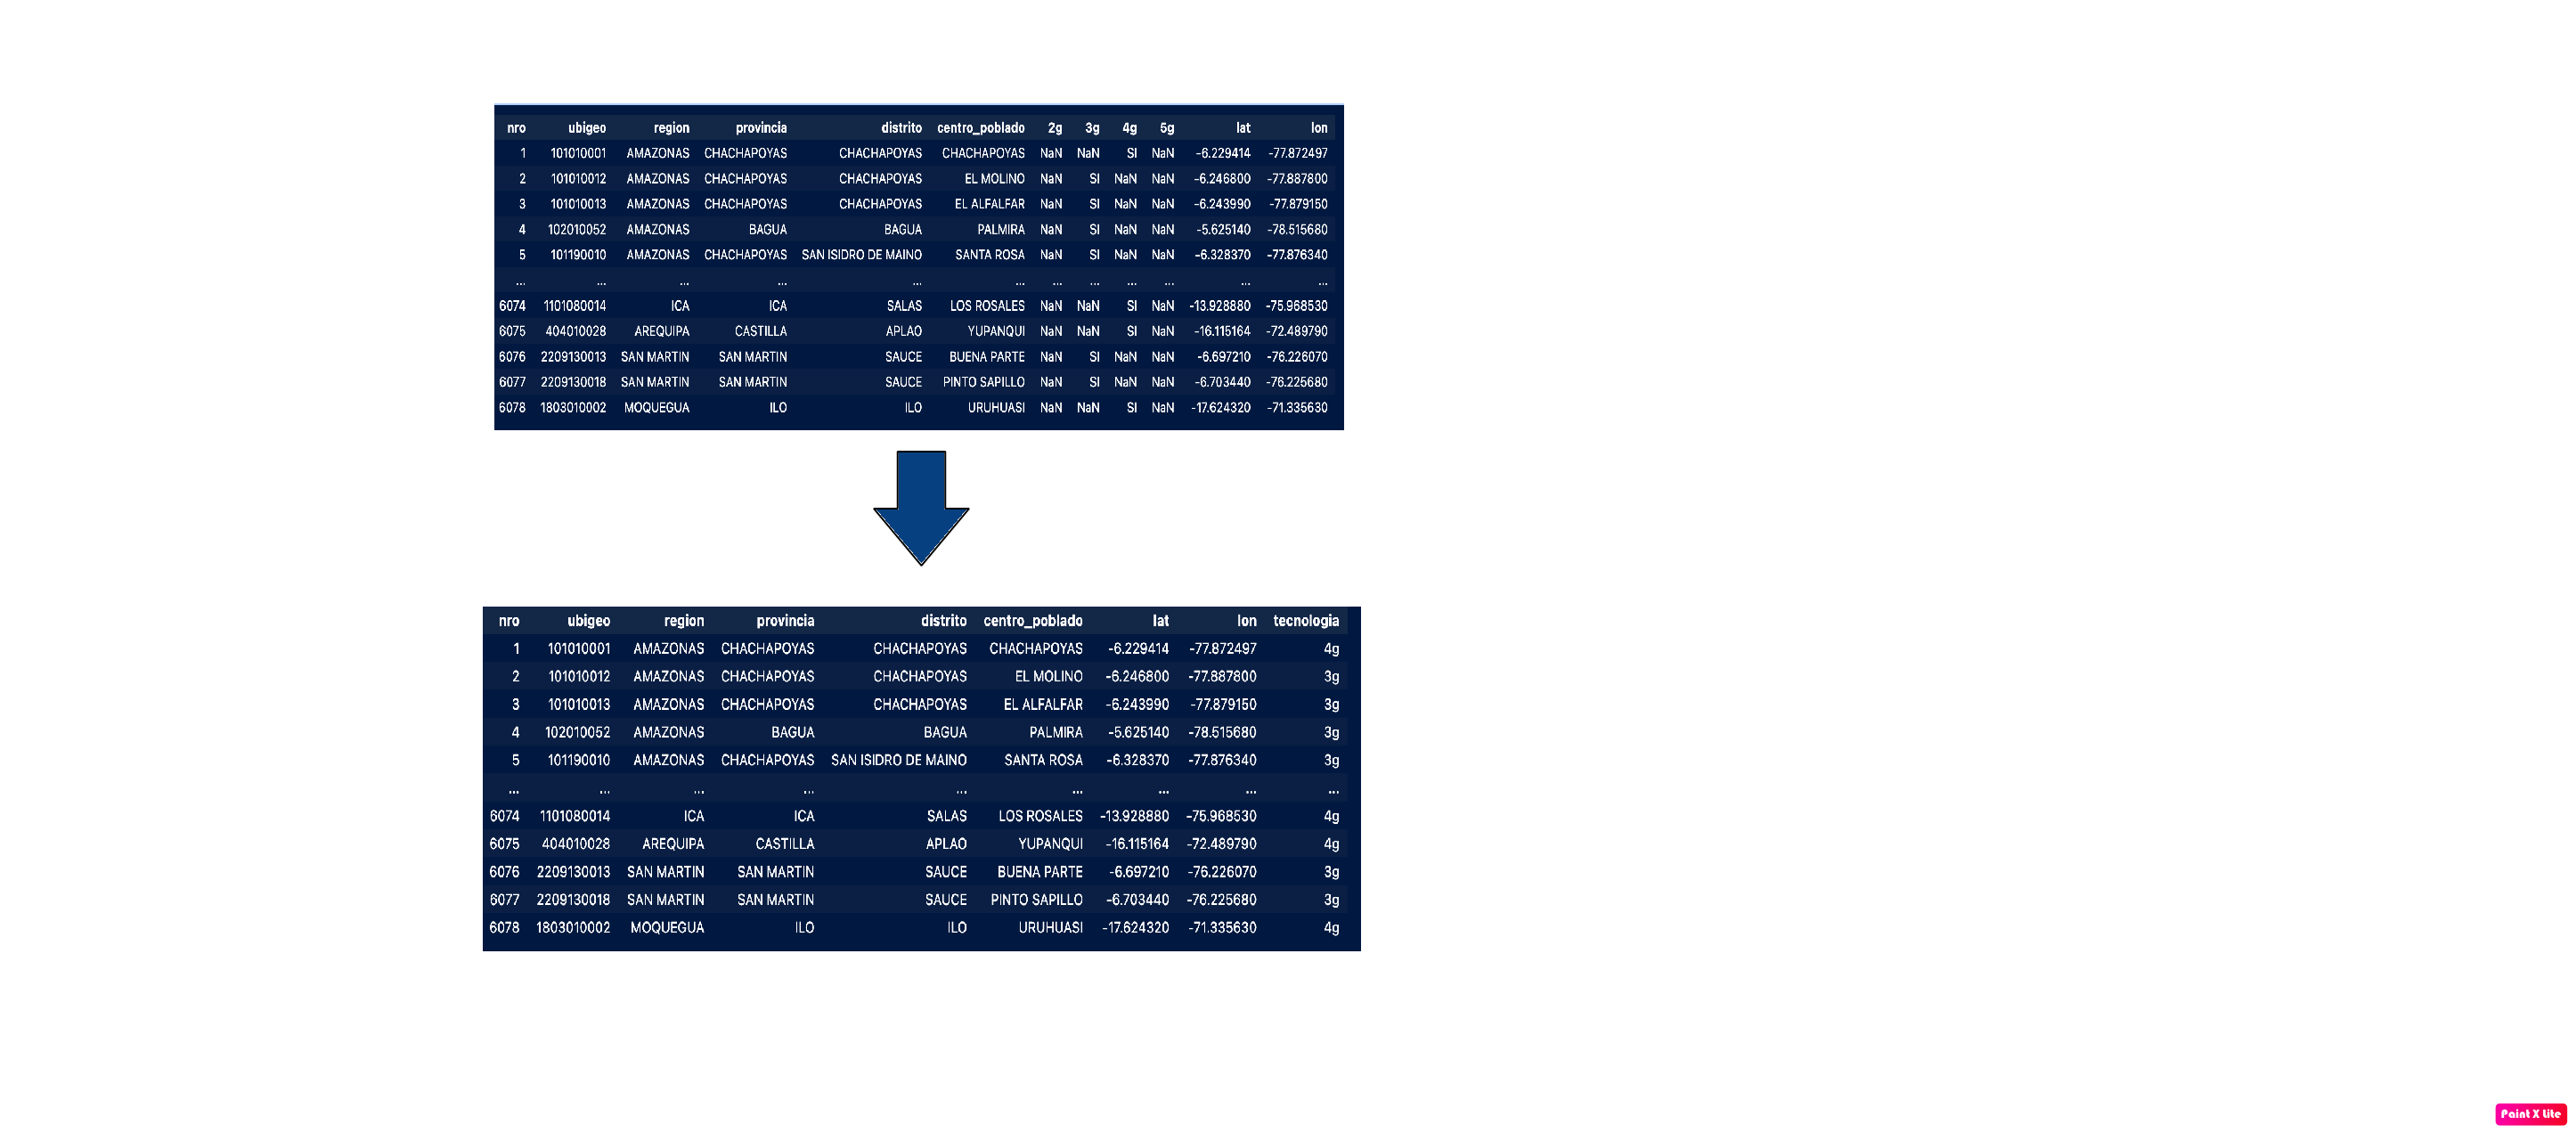 nro ubigeo region provincia distrito centro_poblado 2g 3g 4g 5g lat lon
1 101010001 AMAZONAS CHACHAPOYAS CHACHAPOYAS CHACHAPOYAS NaN NaN SI NaN -6.229414 -77.872497
2 101010012 AMAZONAS CHACHAPOYAS CHACHAPOYAS EL MOLINO NaN SI NaN NaN -6.246800 -77.887800
3 101010013 AMAZONAS CHACHAPOYAS CHACHAPOYAS EL ALFALFAR NaN SI NaN NaN -6.243990 -77.879150
4 102010052 AMAZONAS BAGUA BAGUA PALMIRA NaN SI NaN NaN -5.625140 -78.515680
5 101190010 AMAZONAS CHACHAPOYAS SAN ISIDRO DE MAINO SANTA ROSA NaN SI NaN NaN -6.328370 -77.876340
... ... ... ... ... ... ... ... ... ... ... ...
6074 1101080014 ICA ICA SALAS LOS ROSALES NaN NaN SI NaN -13.928880 -75.968530
6075 404010028 AREQUIPA CASTILLA APLAO YUPANQUI NaN NaN SI NaN -16.115164 -72.489790
6076 2209130013 SAN MARTIN SAN MARTIN SAUCE BUENA PARTE NaN SI NaN NaN -6.697210 -76.226070
6077 2209130018 SAN MARTIN SAN MARTIN SAUCE PINTO SAPILLO NaN SI NaN NaN -6.703440 -76.225680
6078 1803010002 MOQUEGUA ILO ILO URUHUASI NaN NaN SI NaN -17.624320 -71.335630
nro ubigeo region provincia distrito centro_poblado lat lon tecnologia
1 101010001 AMAZONAS CHACHAPOYAS CHACHAPOYAS CHACHAPOYAS -6.229414 -77.872497 4g
2 101010012 AMAZONAS CHACHAPOYAS CHACHAPOYAS EL MOLINO -6.246800 -77.887800 3g
3 101010013 AMAZONAS CHACHAPOYAS CHACHAPOYAS EL ALFALFAR -6.243990 -77.879150 3g
4 102010052 AMAZONAS BAGUA BAGUA PALMIRA -5.625140 -78.515680 3g
5 101190010 AMAZONAS CHACHAPOYAS SAN ISIDRO DE MAINO SANTA ROSA -6.328370 -77.876340 3g
... ... ... ... ... ... ... ... ...
6074 1101080014 ICA ICA SALAS LOS ROSALES -13.928880 -75.968530 4g
6075 404010028 AREQUIPA CASTILLA APLAO YUPANQUI -16.115164 -72.489790 4g
6076 2209130013 SAN MARTIN SAN MARTIN SAUCE BUENA PARTE -6.697210 -76.226070 3g
6077 2209130018 SAN MARTIN SAN MARTIN SAUCE PINTO SAPILLO -6.703440 -76.225680 3g
6078 1803010002 MOQUEGUA ILO ILO URUHUASI -17.624320 -71.335630 4g
Paint X Lite